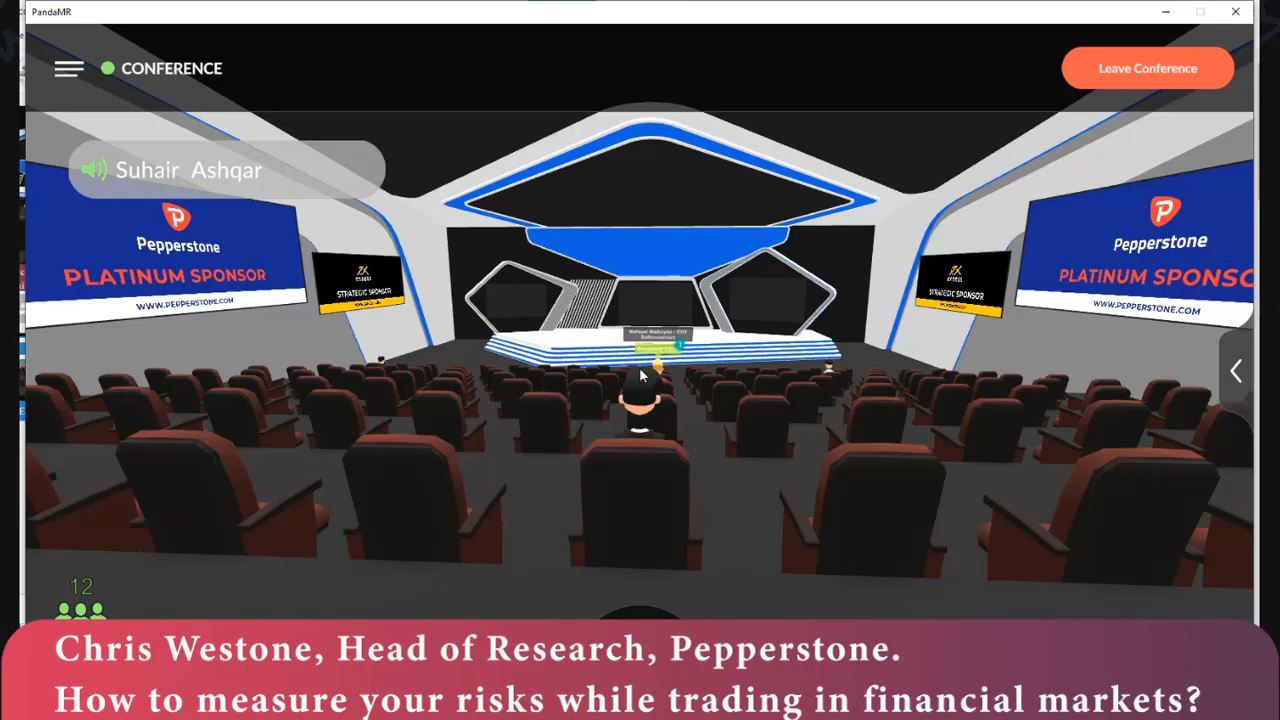 PandaMR
CONFERENCE
Leave Conference
Suhair Ashqar
Pepperstone
PLATINUM SPONSOR
WWW.PEPPERSTONE.COM
STRATEGIC SPONSOR
STRATEGIC SPONSOR
Pepperstone
PLATINUM SPONSO
WWW.PEPPERSTONE.COM
12
Chris Westone, Head of Research, Pepperstone.
How to measure your risks while trading in financial markets?